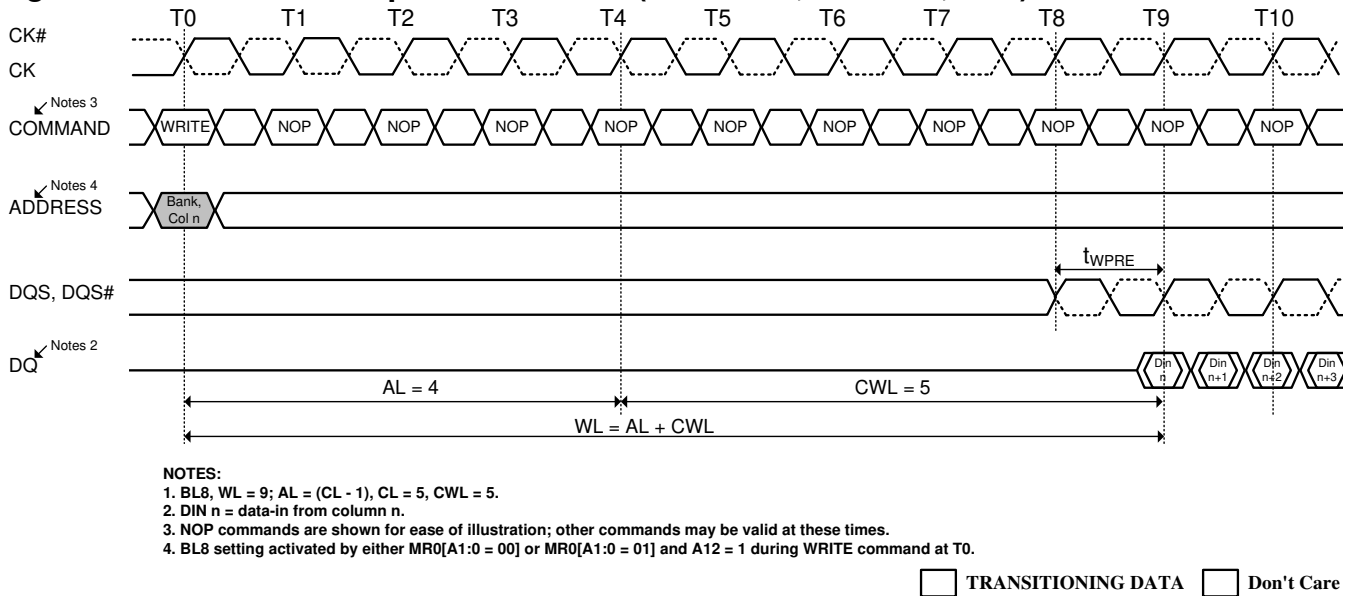 T0 T1 T2 T3 T4 T5 T6 T7 T8 T9 T10
CK#
CK
Notes 3
COMMAND WRITE NOP NOP NOP NOP NOP NOP NOP NOP NOP NOP
Notes 4
ADDRESS Bank, Col n
tWPRE
DQS, DQS#
Notes 2
DQ Din n Din n+1 Din n+2 Din n+3
AL = 4 CWL = 5
WL = AL + CWL
NOTES:
1. BL8, WL = 9; AL = (CL - 1), CL = 5, CWL = 5.
2. DIN n = data-in from column n.
3. NOP commands are shown for ease of illustration; other commands may be valid at these times.
4. BL8 setting activated by either MR0[A1:0 = 00] or MR0[A1:0 = 01] and A12 = 1 during WRITE command at T0.
TRANSITIONING DATA Don't Care